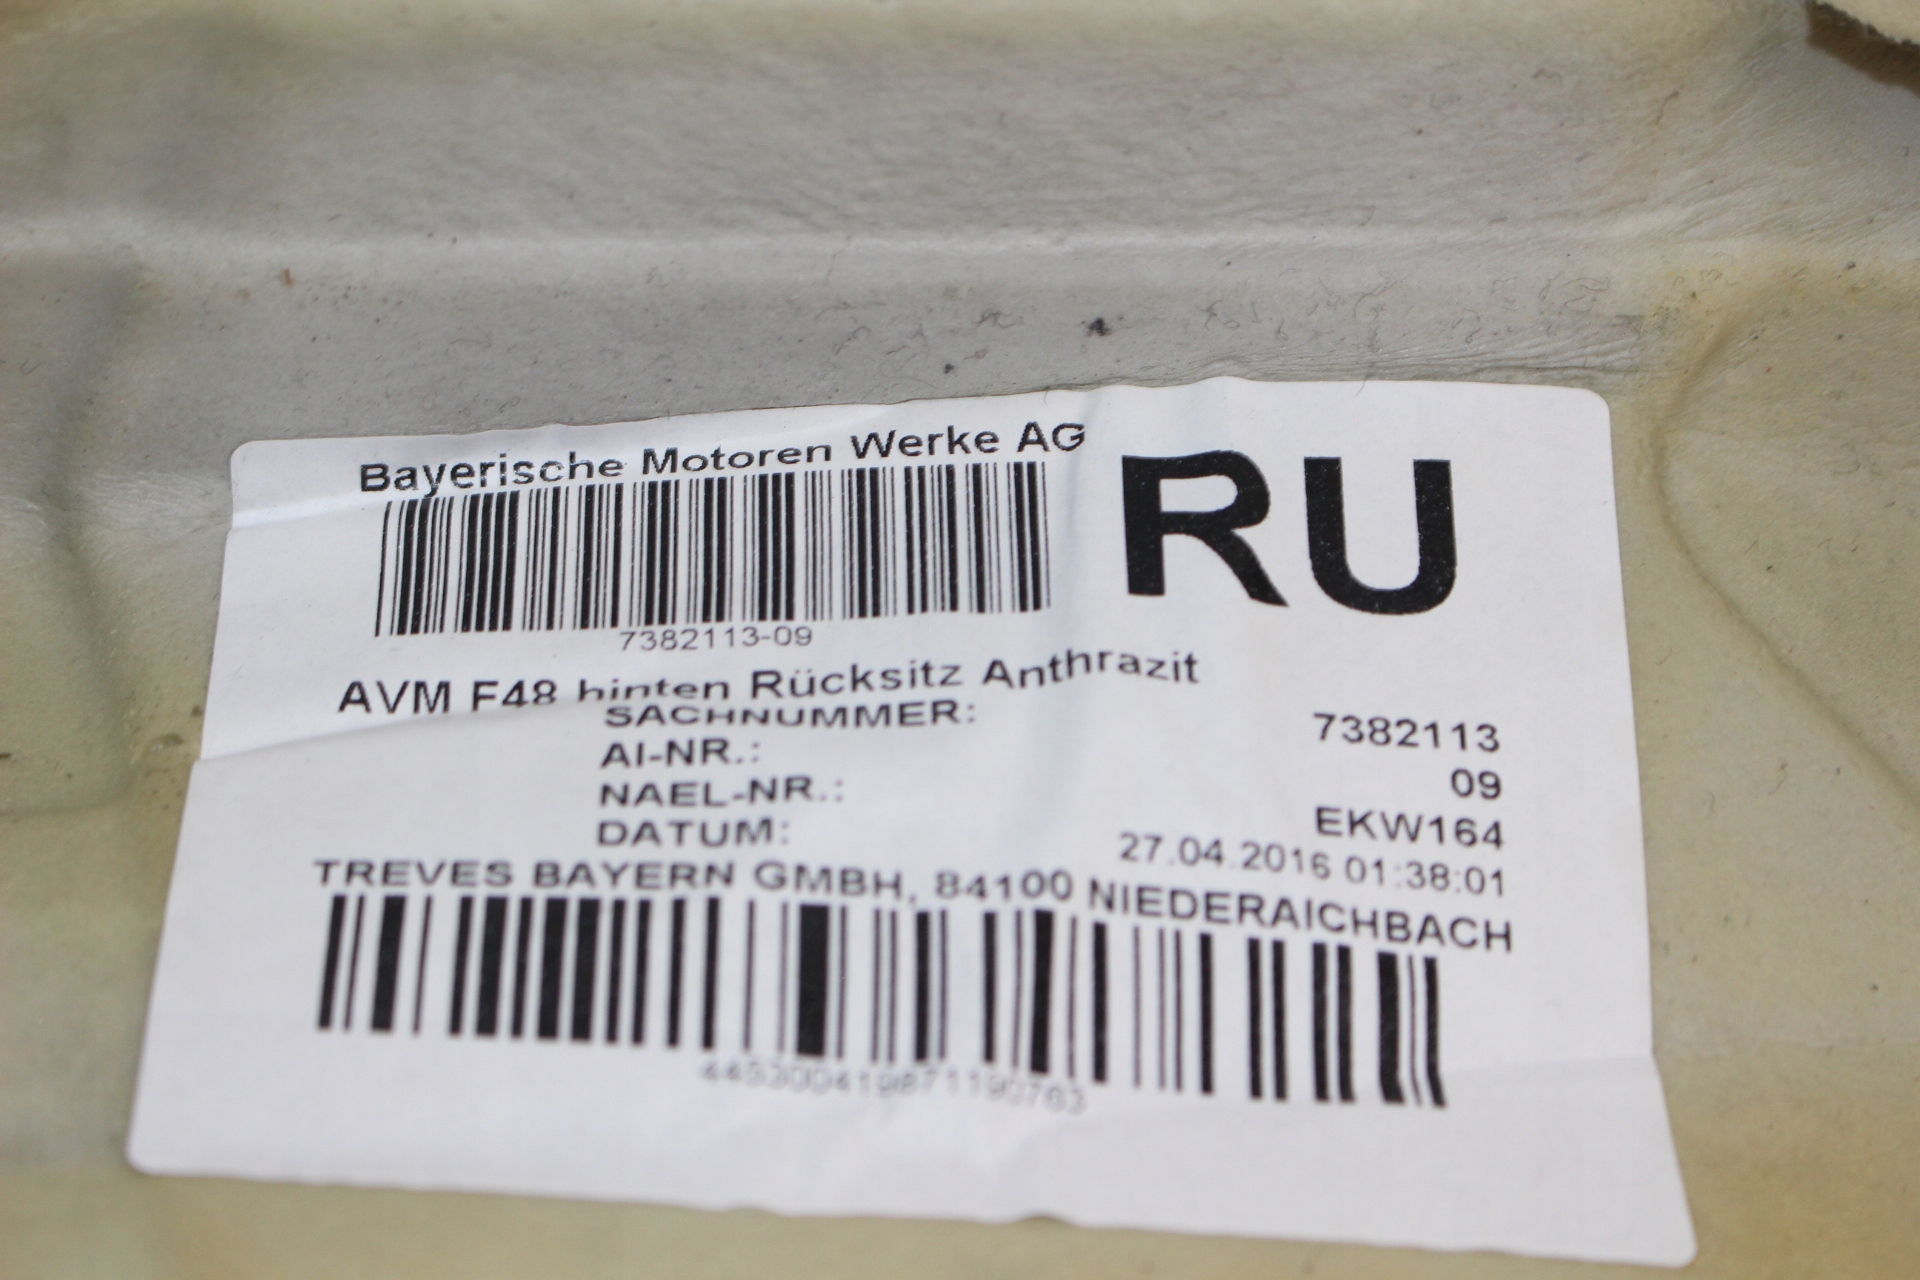 Bayerische Motoren Werke AG
RU
7382113-09
AVM F48 hinten Rücksitz Anthrazit
SACHNUMMER: 7382113
AI-NR.: 09
NAEL-NR.: EKW164
DATUM: 27.04.2016 01:38:01
TREVES BAYERN GMBH, 84100 NIEDERAICHBACH